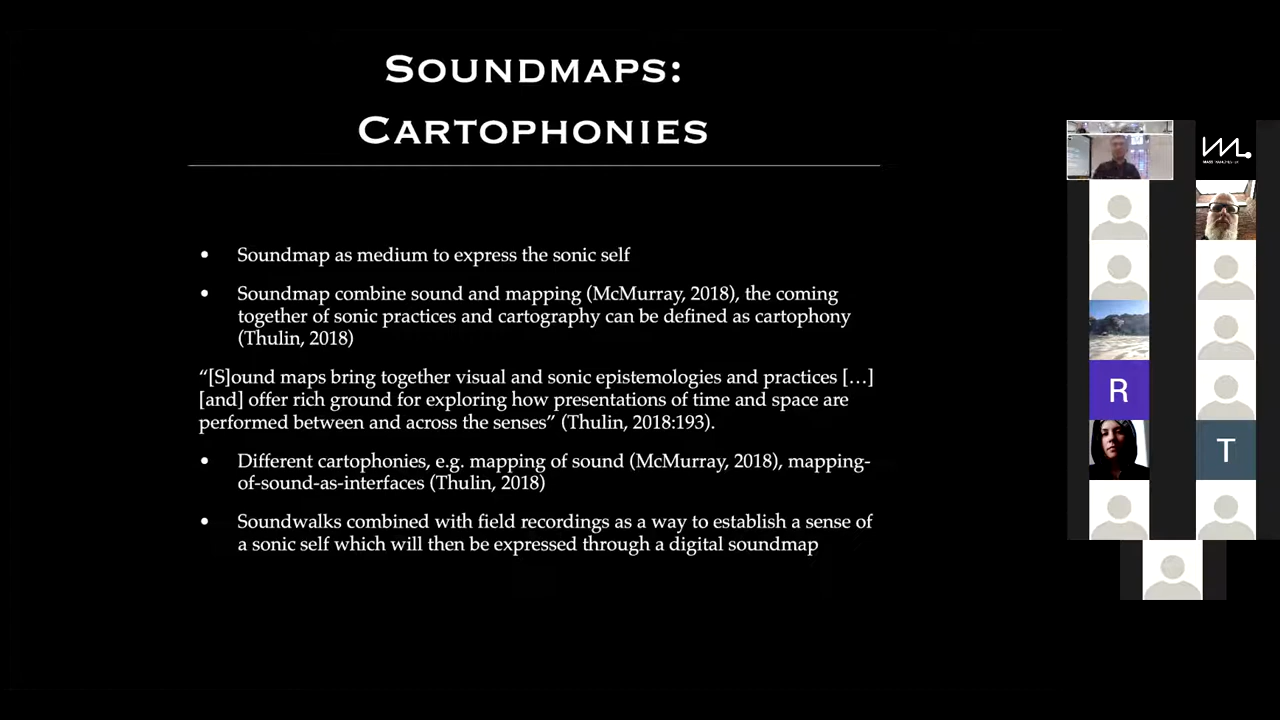 SOUNDMAPS:
CARTOPHONIES
• Soundmap as medium to express the sonic self
• Soundmap combine sound and mapping (McMurray, 2018), the coming
together of sonic practices and cartography can be defined as cartophony
(Thulin, 2018)
“[S]ound maps bring together visual and sonic epistemologies and practices […]
[and] offer rich ground for exploring how presentations of time and space are
performed between and across the senses” (Thulin, 2018:193).
• Different cartophonies, e.g. mapping of sound (McMurray, 2018), mapping-
of-sound-as-interfaces (Thulin, 2018)
• Soundwalks combined with field recordings as a way to establish a sense of
a sonic self which will then be expressed through a digital soundmap
R
T